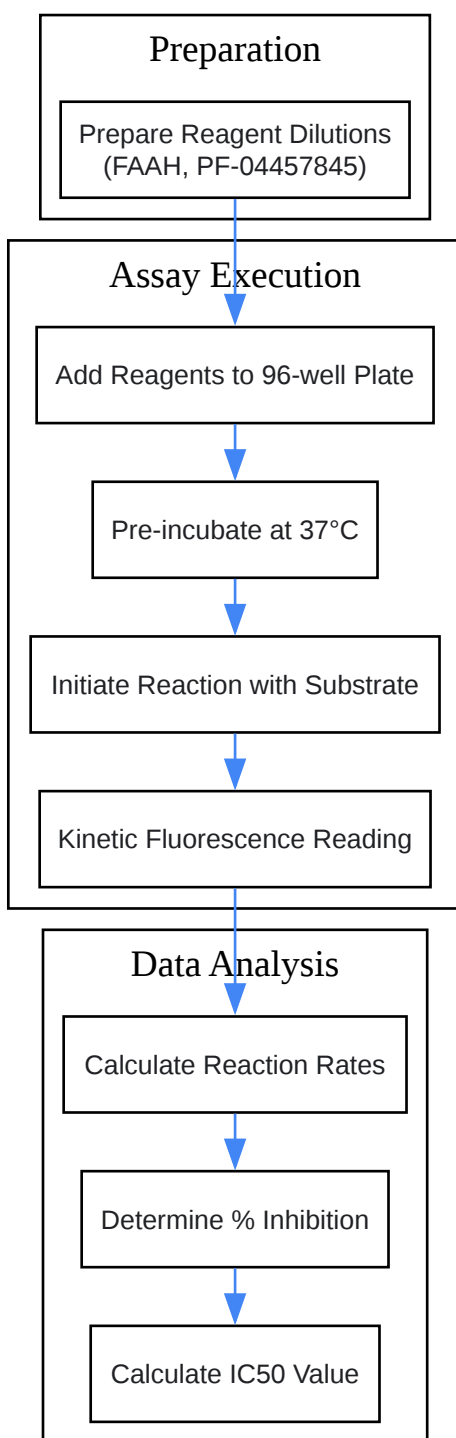 Preparation
Prepare Reagent Dilutions
(FAAH, PF-04457845)
Assay Execution
Add Reagents to 96-well Plate
Pre-incubate at 37°C
Initiate Reaction with Substrate
Kinetic Fluorescence Reading
Data Analysis
Calculate Reaction Rates
Determine % Inhibition
Calculate IC50 Value